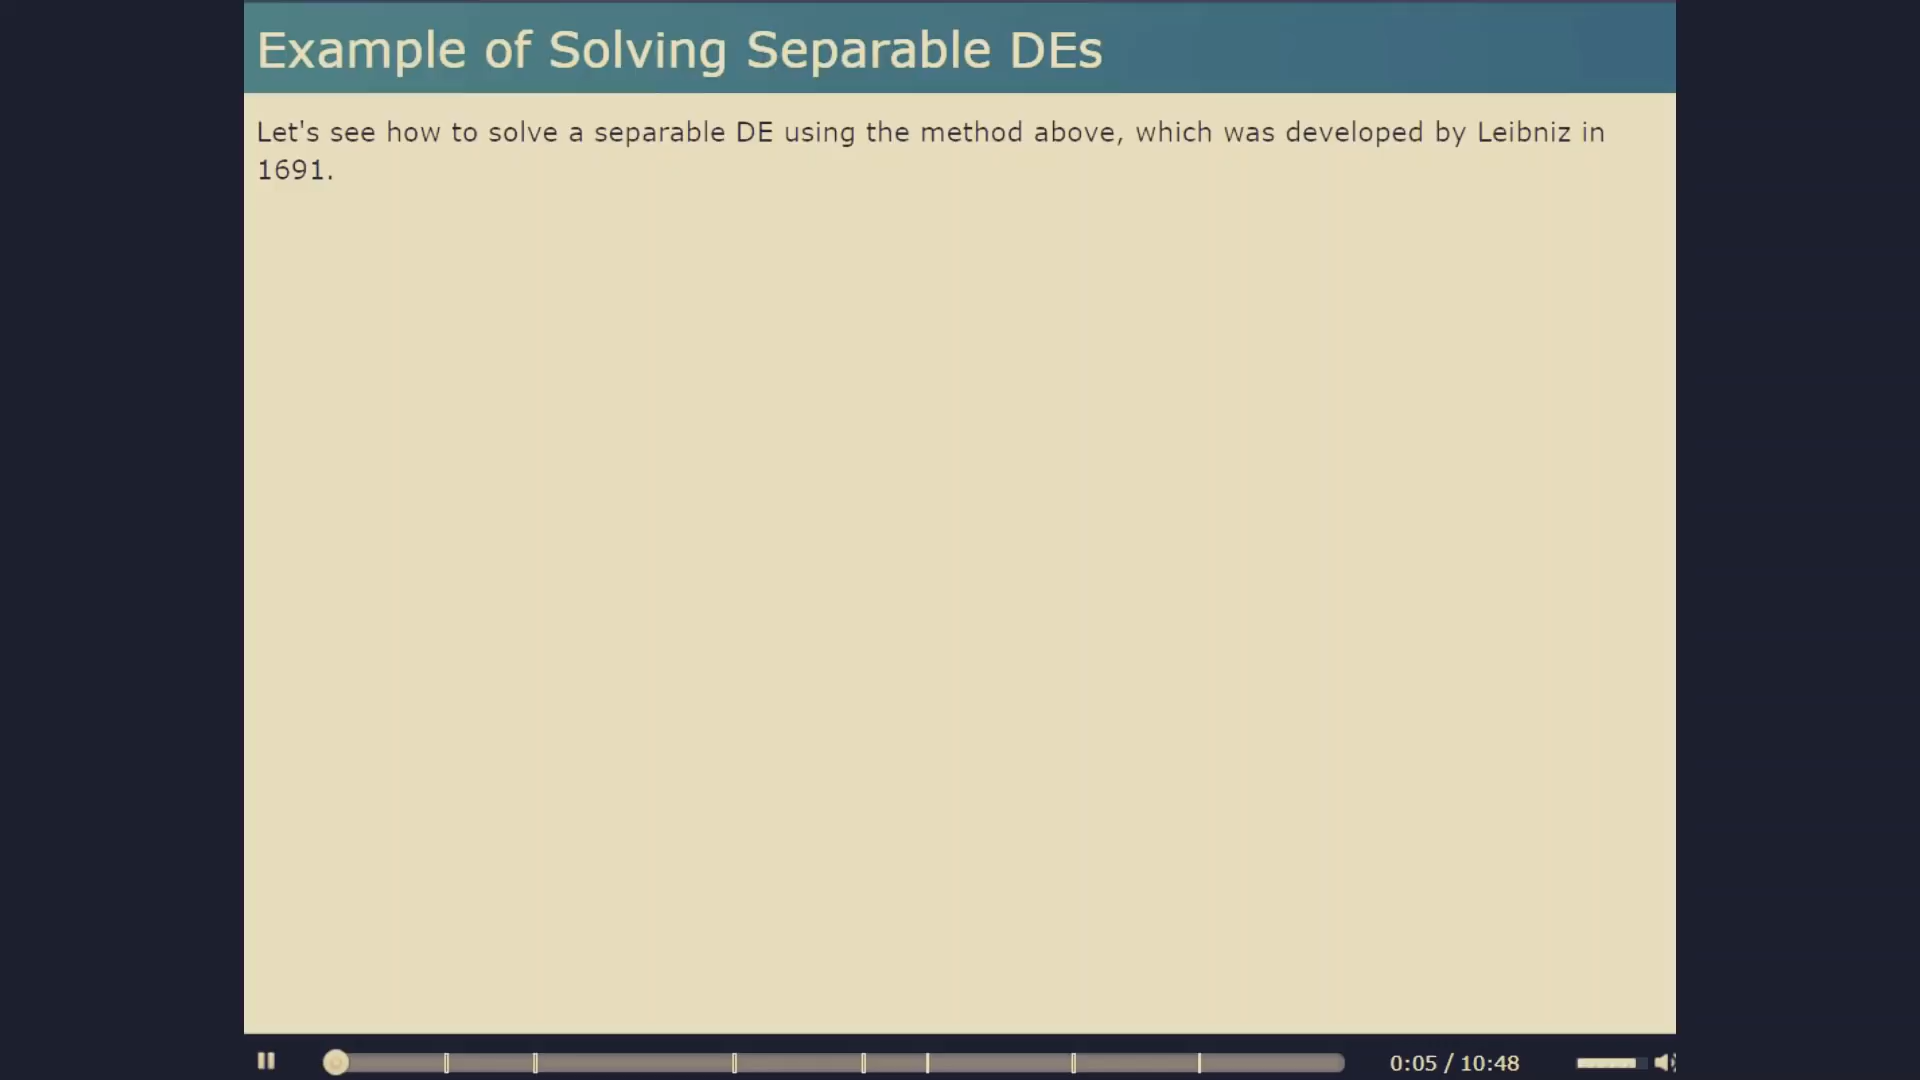 Example of Solving Separable DEs
Let's see how to solve a separable DE using the method above, which was developed by Leibniz in
1691.
0:05 / 10:48